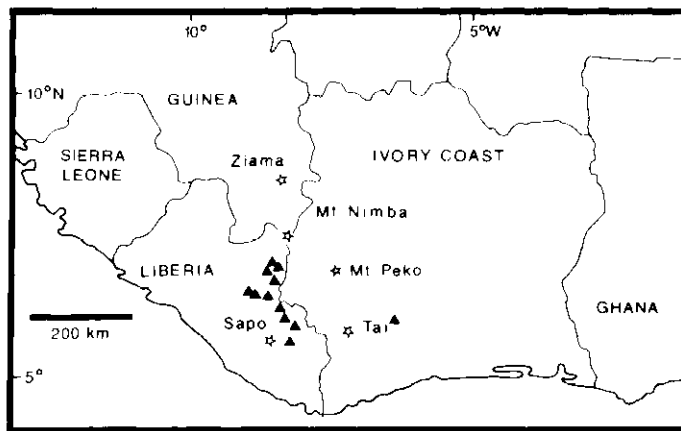 10°
5°W
10°N
GUINEA
SIERRA
LEONE
Ziama
IVORY COAST
Mt Nimba
LIBERIA
Mt Peko
GHANA
200 km
Sapo
Tai
5°